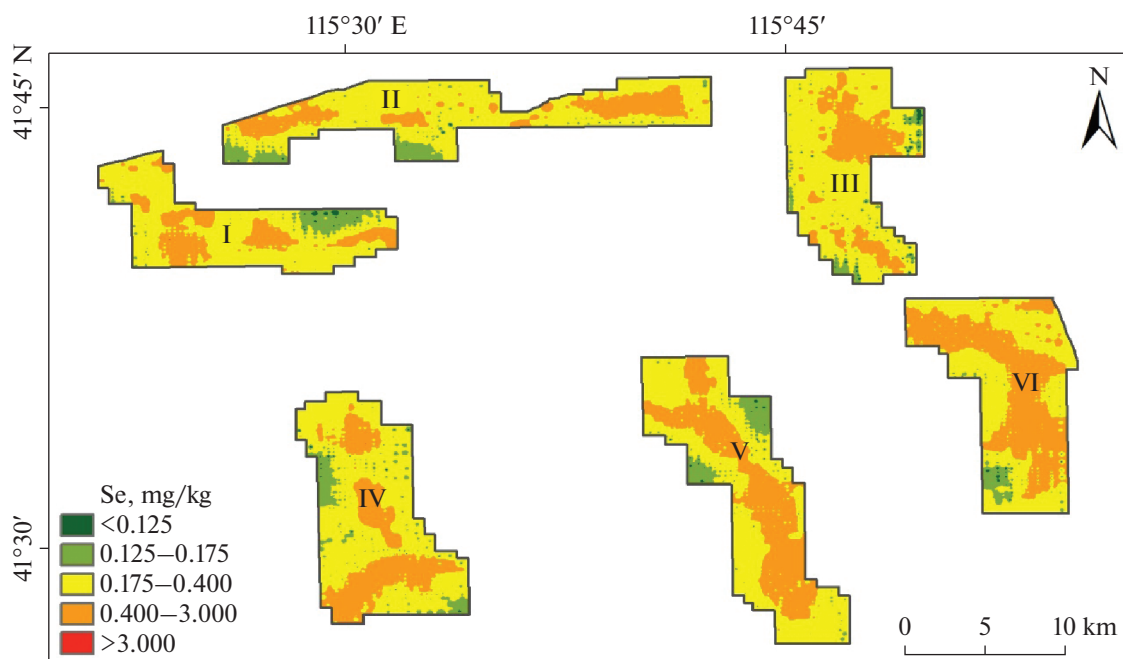 115°30′ E
115°45′
41°45′ N
N
II
III
I
VI
V
IV
Se, mg/kg
<0.125
0.125–0.175
0.175–0.400
0.400–3.000
>3.000
41°30′
0 5 10 km